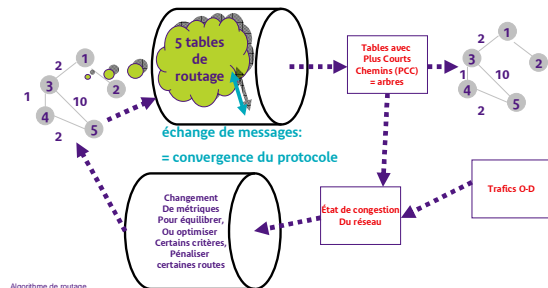 1
2
3
2
1
10
4
2
5
5 tables
de
routage
échange de messages:
= convergence du protocole
Tables avec
Plus Courts
Chemins (PCC)
= arbres
1
2
3
2
1
10
4
2
5
Changement
De métriques
Pour équilibrer,
Ou optimiser
Certains critères,
Pénaliser
certaines routes
État de congestion
Du réseau
Trafics O-D
Algorithme de routage